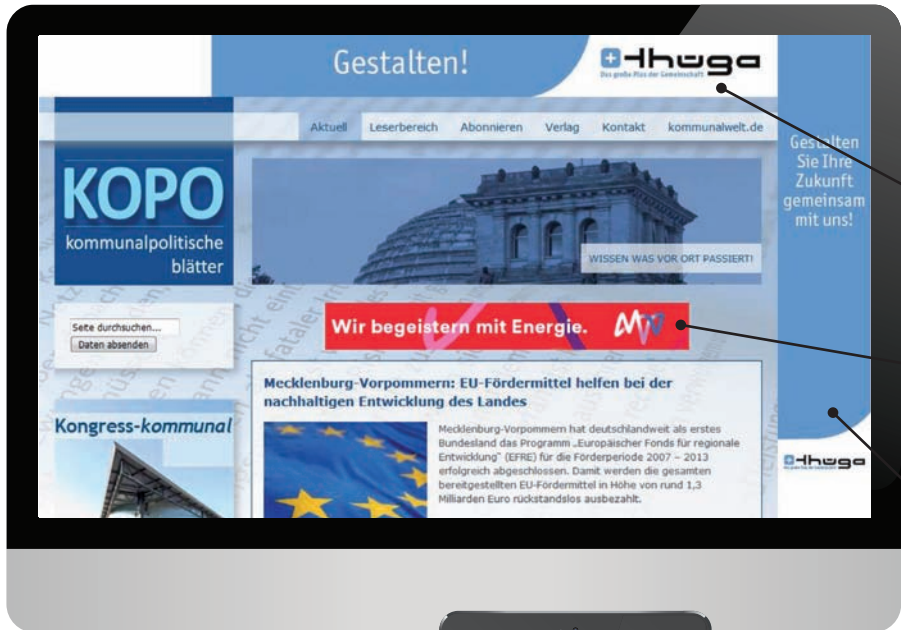 Gestalten!
thüga
Das große Plus der Gemeinschaft
Aktuell Leserbereich Abonnieren Verlag Kontakt kommunalwelt.de
Gestalten
Sie Ihre
Zukunft
gemeinsam
mit uns!
KOPO
kommunalpolitische
blätter
WISSEN WAS VOR ORT PASSIERT!
Seite durchsuchen...
Daten absenden
Wir begeistern mit Energie.
Mecklenburg-Vorpommern: EU-Fördermittel helfen bei der
nachhaltigen Entwicklung des Landes
Mecklenburg-Vorpommern hat deutschlandweit als erstes
Bundesland das Programm „Europäischer Fonds für regionale
Entwicklung" (EFRE) für die Förderperiode 2007 – 2013
erfolgreich abgeschlossen. Damit werden die gesamten
bereitgestellten EU-Fördermittel in Höhe von rund 1,3
Milliarden Euro rückstandslos ausbezahlt.
Kongress-kommunal
thüga